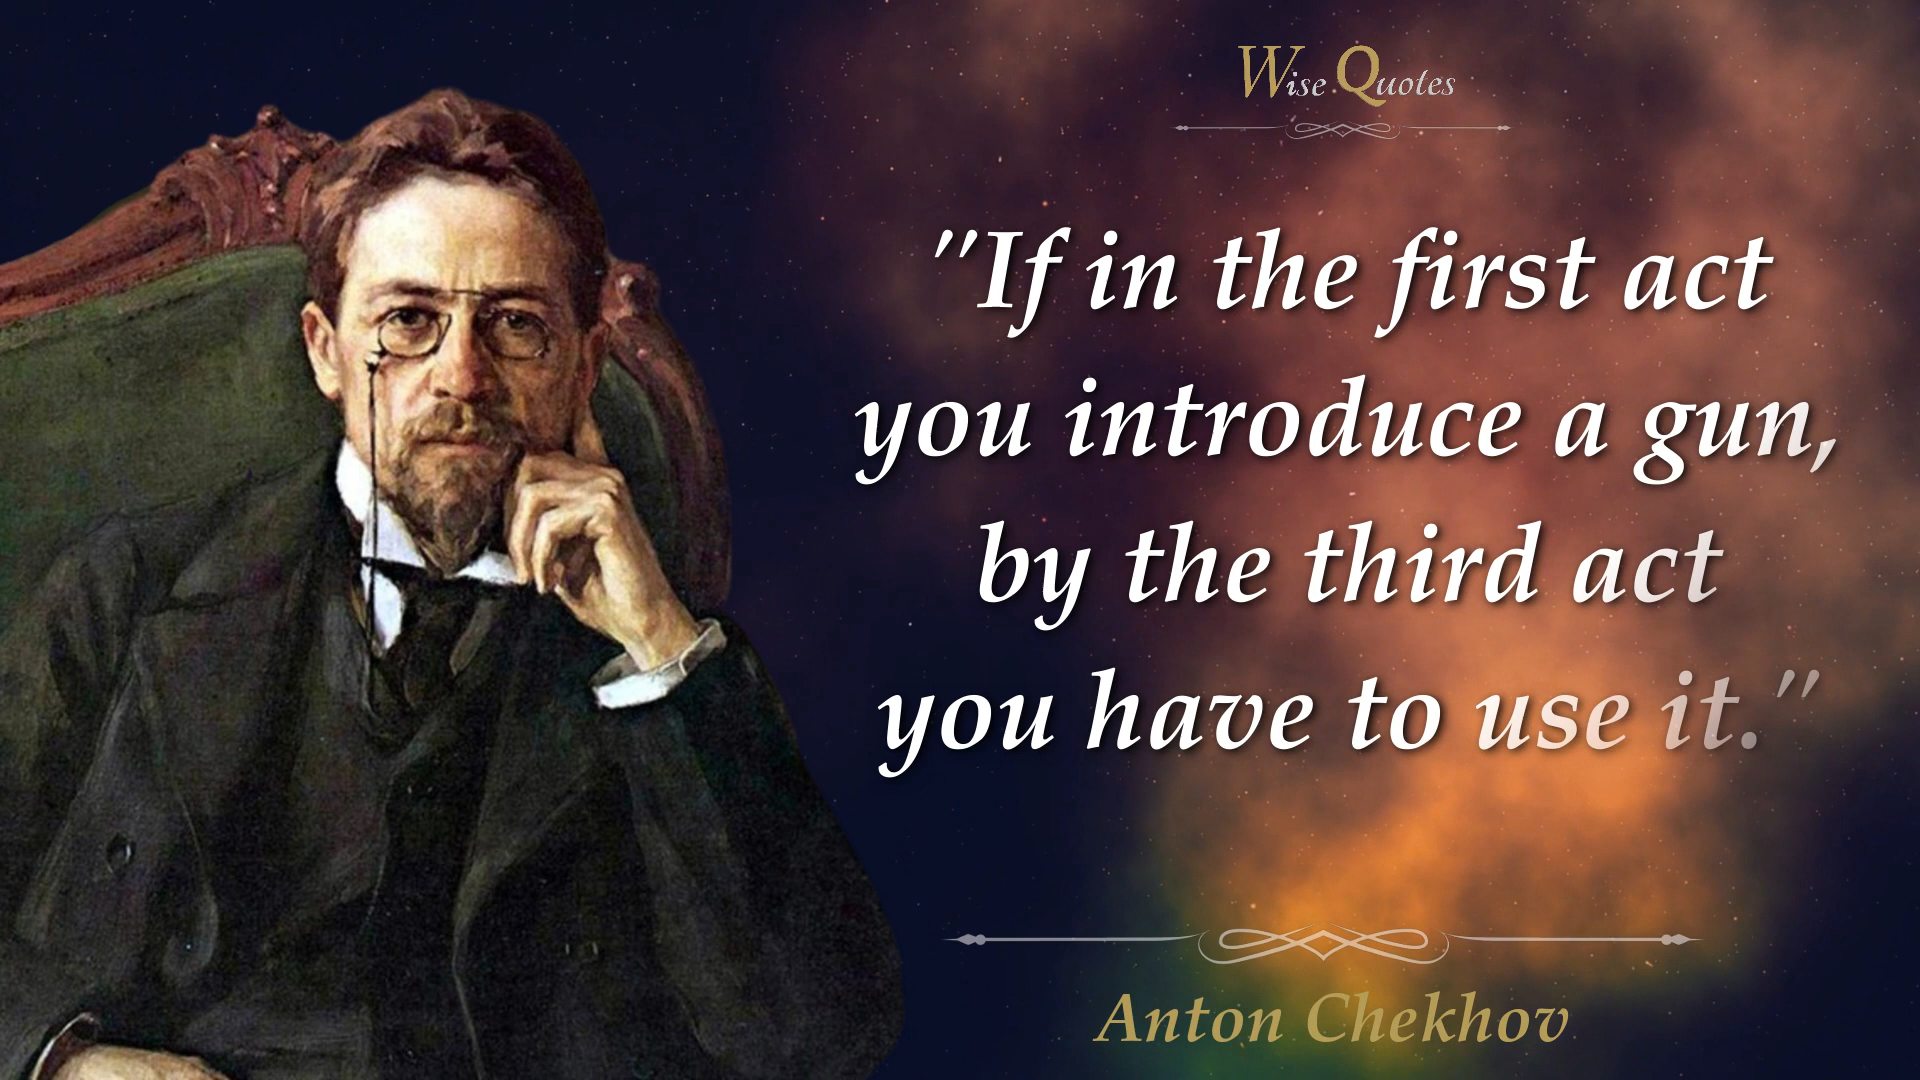 Wise Quotes
"If in the first act
you introduce a gun,
by the third act
you have to use it."
Anton Chekhov